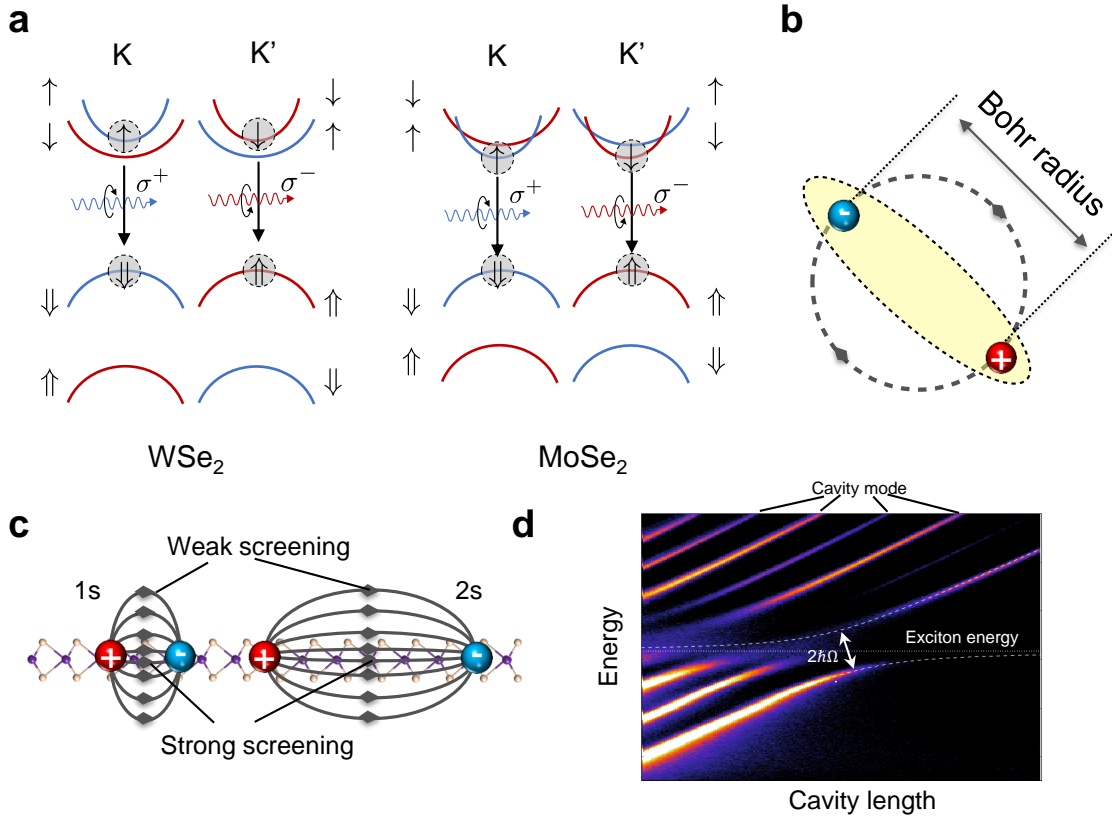 a
K K' K K'
↑ ↓ ↓ ↑
↓ ↑ ↑ ↓
↑ ↓ ↑ ↓
σ+ σ− σ+ σ−
⇓ ⇑ ⇓ ⇑
⇓ ⇑ ⇓ ⇑
⇑ ⇓ ⇑ ⇓
WSe2 MoSe2
b
Bohr radius
-
+
c
Weak screening
1s 2s
+ - + -
Strong screening
d
Cavity mode
Energy
Exciton energy
2ℏΩ
Cavity length